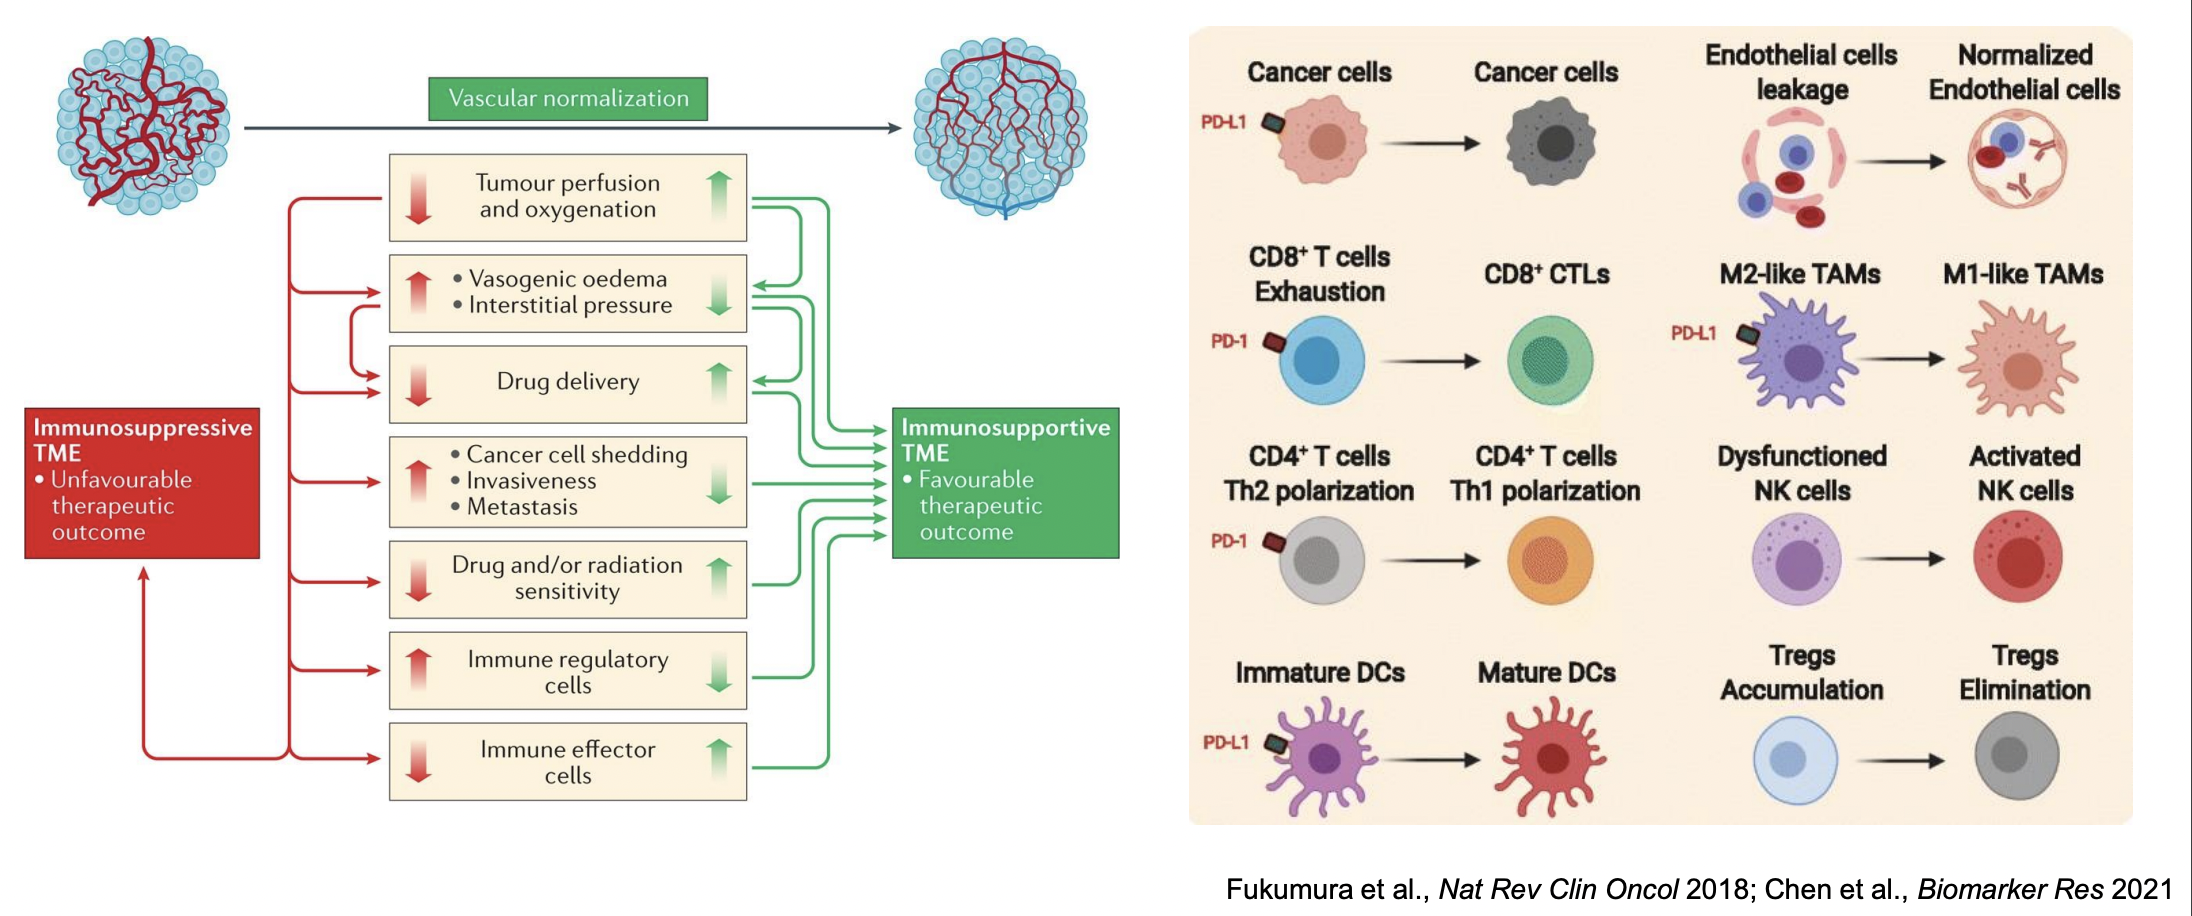 Vascular normalization
Tumour perfusion
and oxygenation
• Vasogenic oedema
• Interstitial pressure
Drug delivery
• Cancer cell shedding
• Invasiveness
• Metastasis
Drug and/or radiation
sensitivity
Immune regulatory
cells
Immune effector
cells
Immunosuppressive
TME
• Unfavourable
therapeutic
outcome
Immunosupportive
TME
• Favourable
therapeutic
outcome
Cancer cells
PD-L1
Cancer cells
Endothelial cells
leakage
Normalized
Endothelial cells
CD8⁺ T cells
Exhaustion
PD-1
CD8⁺ CTLs
M2-like TAMs
PD-L1
M1-like TAMs
CD4⁺ T cells
Th2 polarization
PD-1
CD4⁺ T cells
Th1 polarization
Dysfunctioned
NK cells
Activated
NK cells
Immature DCs
PD-L1
Mature DCs
Tregs
Accumulation
Tregs
Elimination
Fukumura et al., Nat Rev Clin Oncol 2018; Chen et al., Biomarker Res 2021